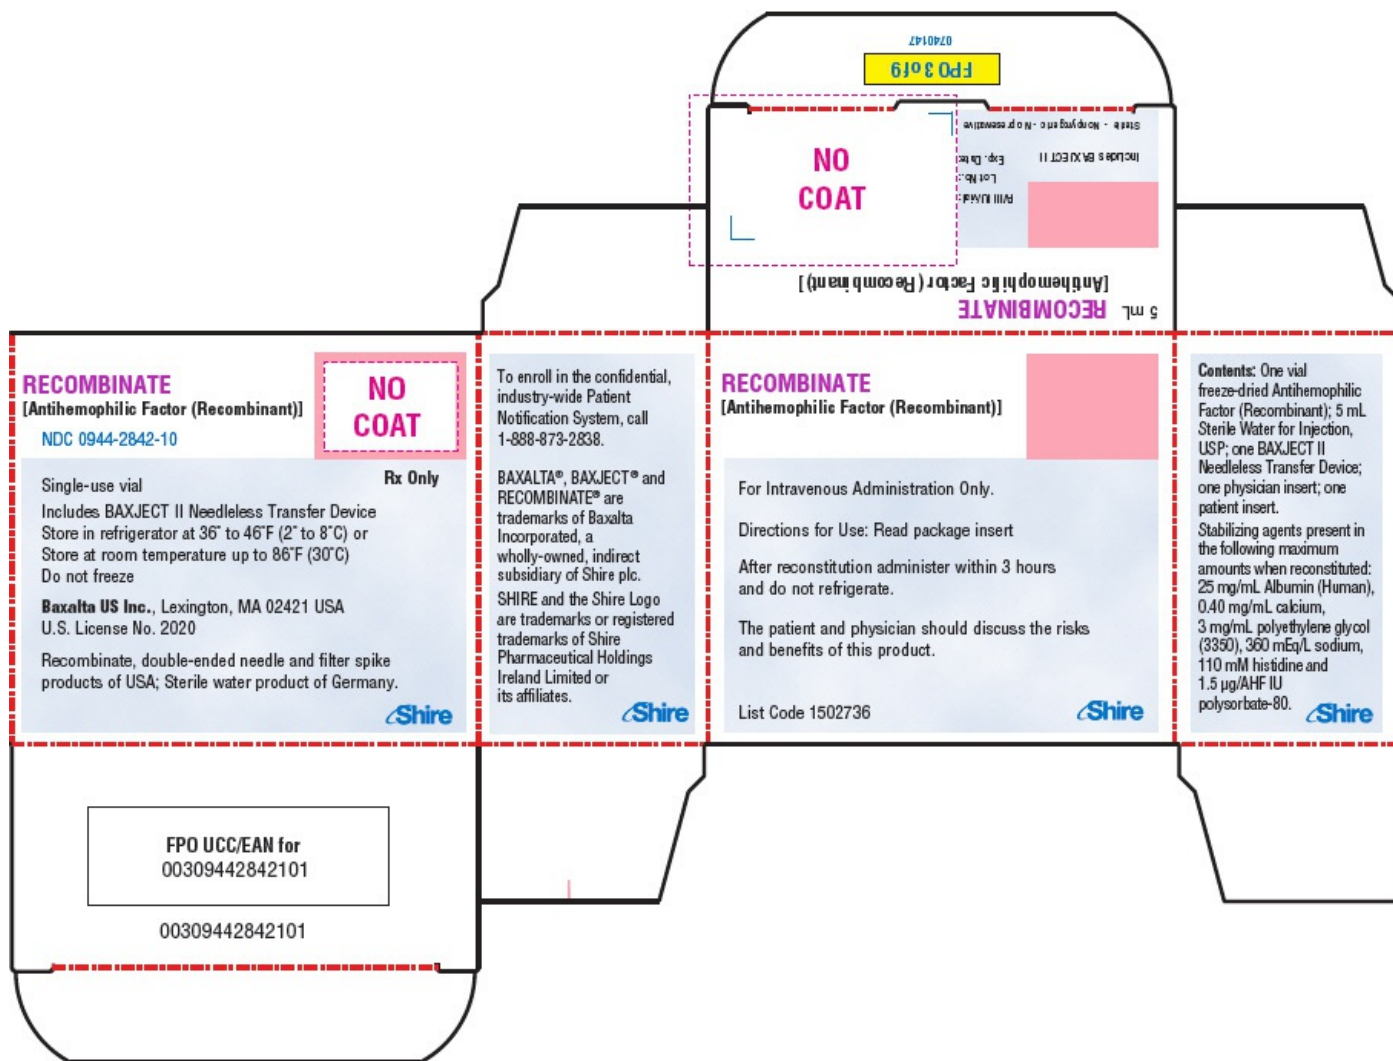 0740147
FPO 3 of 9
Sterile - Nonpyrogenic - No preservative
Includes BAXJECT II
Exp. Date:
Lot No.:
FVIII IU/vial:
NO
COAT
[Antihemophilic Factor (Recombinant)]
RECOMBINATE
5 mL
RECOMBINATE
[Antihemophilic Factor (Recombinant)]
NDC 0944-2842-10
NO
COAT
Rx Only
Single-use vial
Includes BAXJECT II Needleless Transfer Device
Store in refrigerator at 36˚ to 46˚F (2˚ to 8˚C) or
Store at room temperature up to 86˚F (30˚C)
Do not freeze
Baxalta US Inc., Lexington, MA 02421 USA
U.S. License No. 2020
Recombinate, double-ended needle and filter spike
products of USA; Sterile water product of Germany.
Shire
To enroll in the confidential,
industry-wide Patient
Notification System, call
1-888-873-2838.
BAXALTA®, BAXJECT® and
RECOMBINATE® are
trademarks of Baxalta
Incorporated, a
wholly-owned, indirect
subsidiary of Shire plc.
SHIRE and the Shire Logo
are trademarks or registered
trademarks of Shire
Pharmaceutical Holdings
Ireland Limited or
its affiliates.
Shire
RECOMBINATE
[Antihemophilic Factor (Recombinant)]
For Intravenous Administration Only.
Directions for Use: Read package insert
After reconstitution administer within 3 hours
and do not refrigerate.
The patient and physician should discuss the risks
and benefits of this product.
List Code 1502736
Shire
Contents: One vial
freeze-dried Antihemophilic
Factor (Recombinant); 5 mL
Sterile Water for Injection,
USP; one BAXJECT II
Needleless Transfer Device;
one physician insert; one
patient insert.
Stabilizing agents present in
the following maximum
amounts when reconstituted:
25 mg/mL Albumin (Human),
0.40 mg/mL calcium,
3 mg/mL polyethylene glycol
(3350), 360 mEq/L sodium,
110 mM histidine and
1.5 µg/AHF IU
polysorbate-80.
Shire
FPO UCC/EAN for
00309442842101
00309442842101